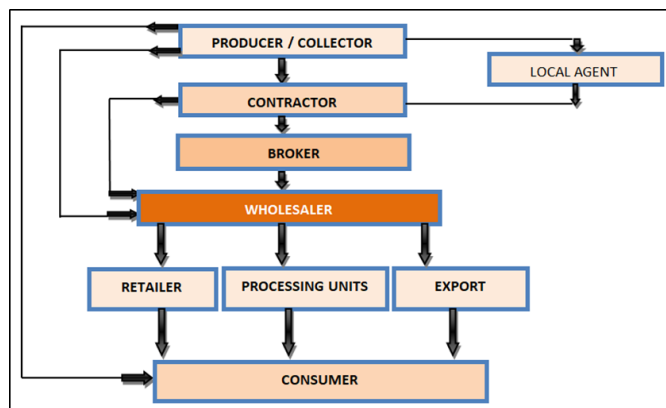 PRODUCER / COLLECTOR
LOCAL AGENT
CONTRACTOR
BROKER
WHOLESALER
RETAILER
PROCESSING UNITS
EXPORT
CONSUMER